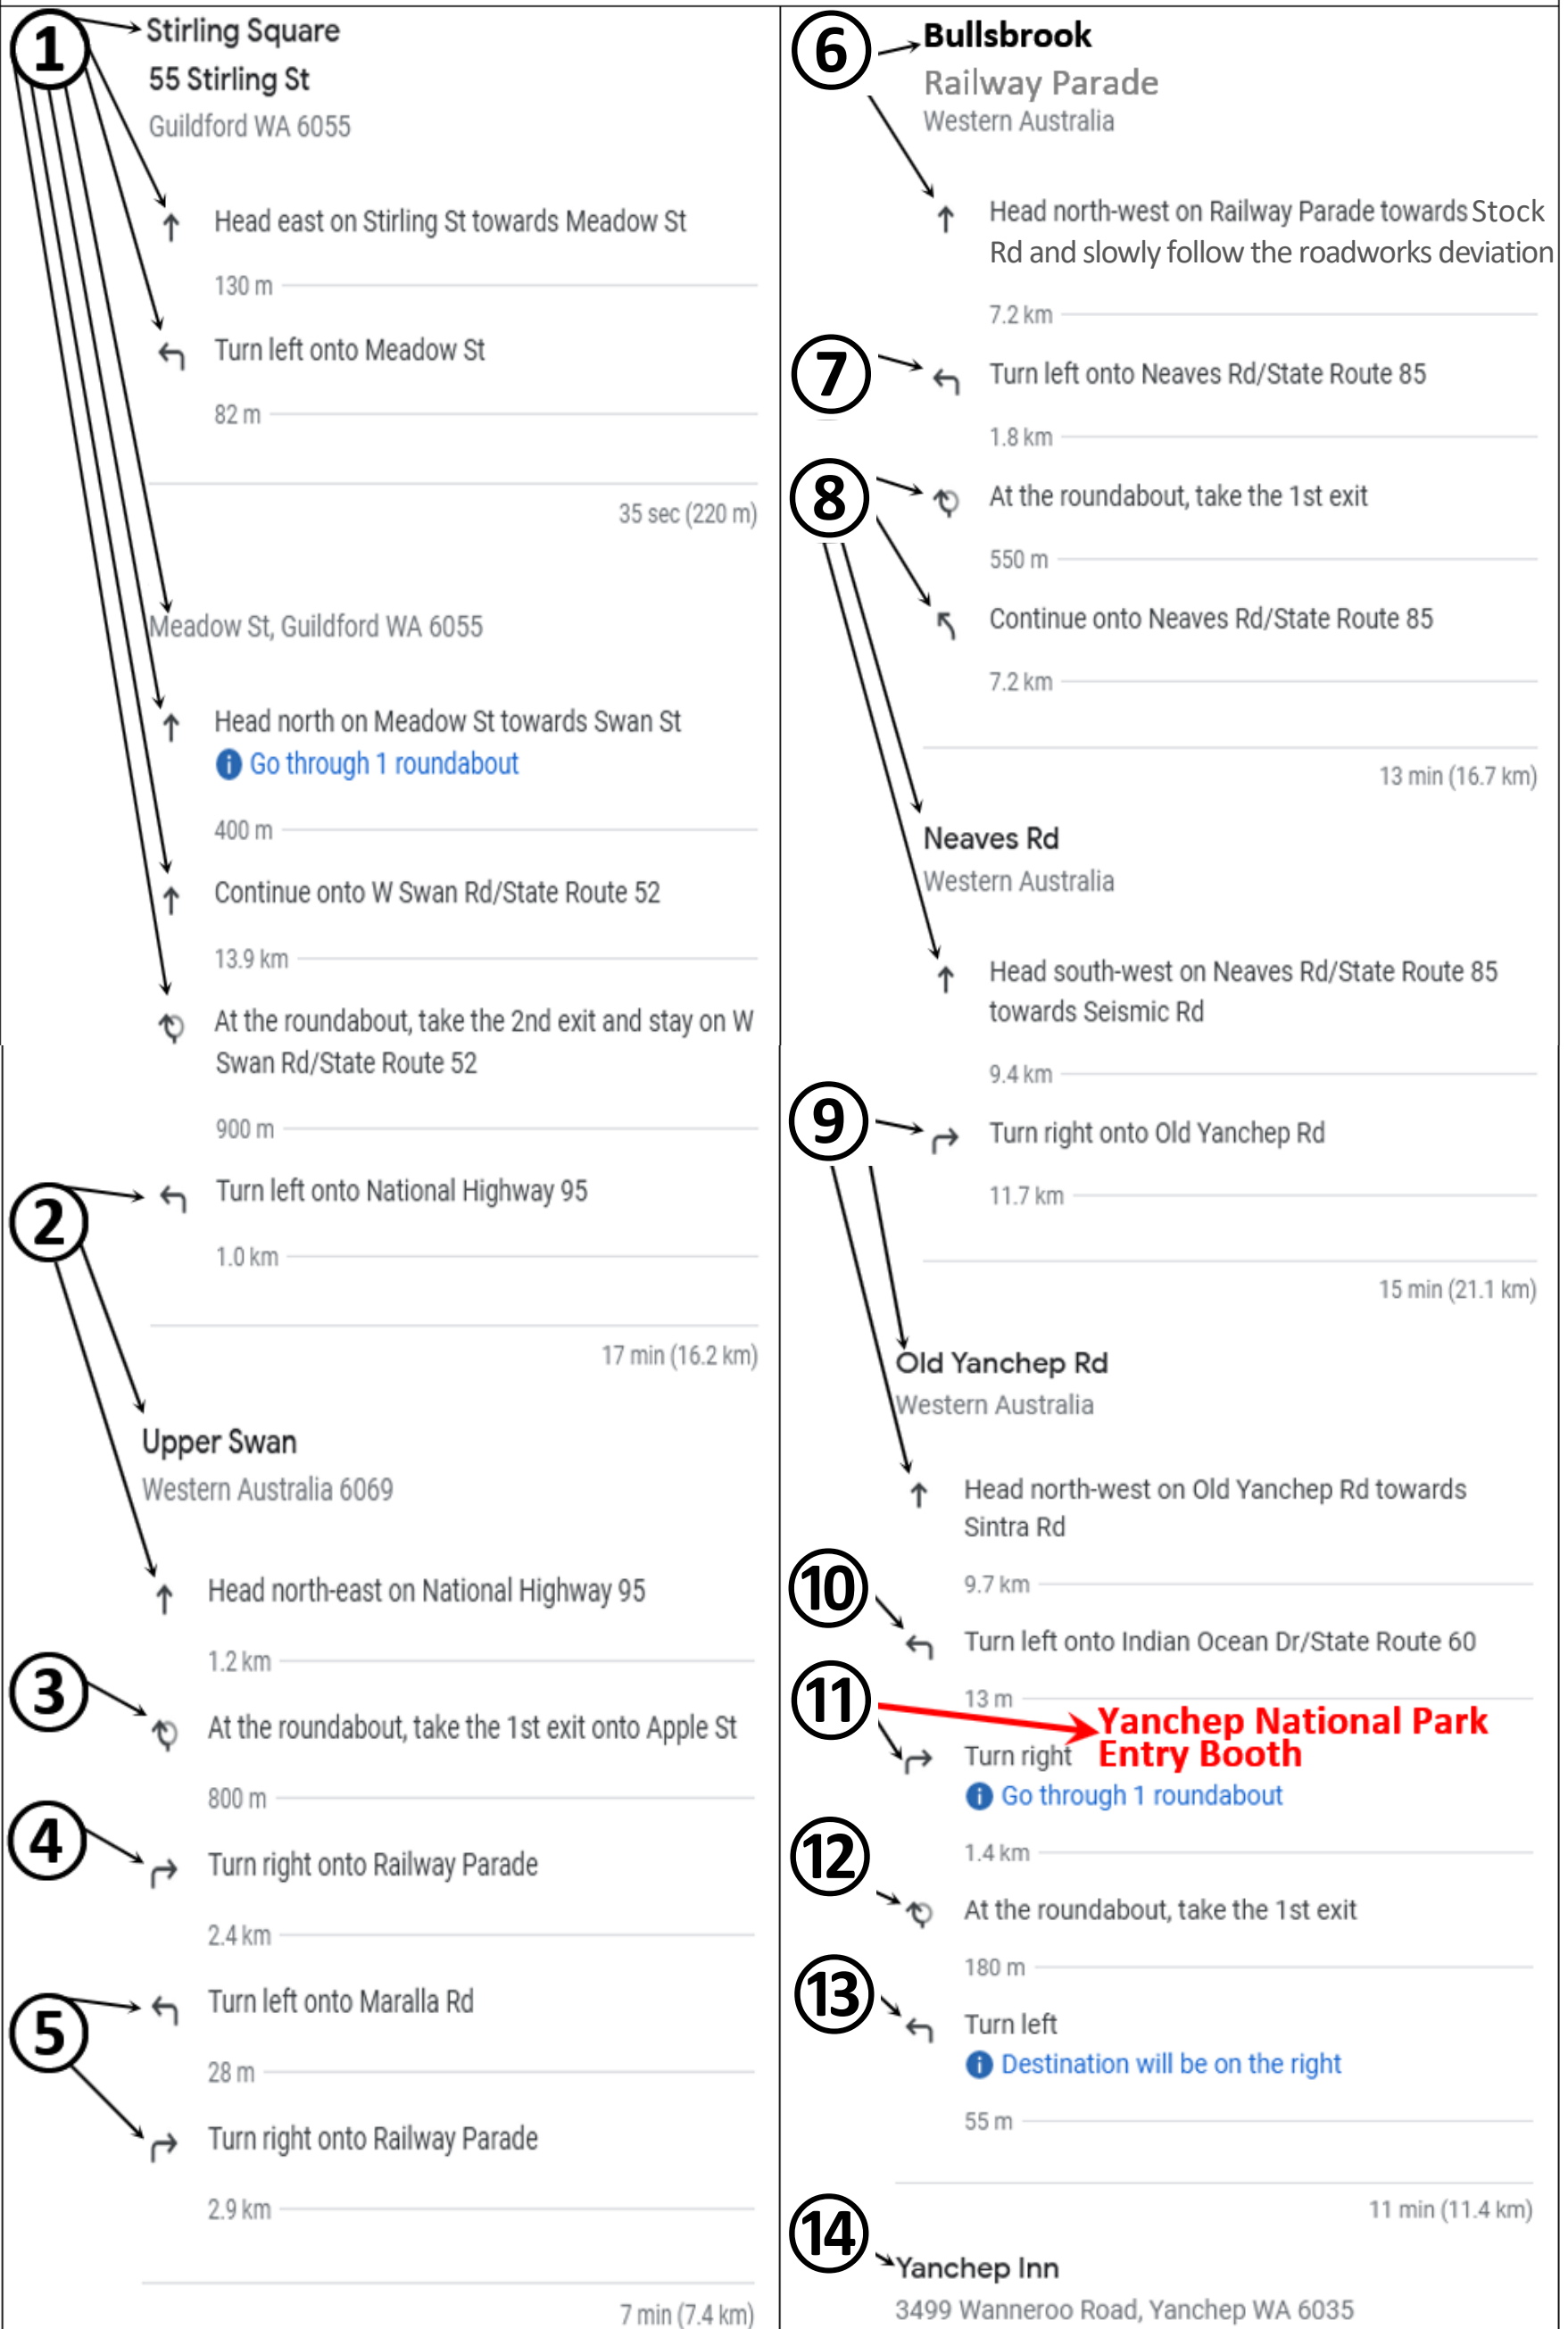 1
Stirling Square
55 Stirling St
Guildford WA 6055
Head east on Stirling St towards Meadow St
130 m
Turn left onto Meadow St
82 m
35 sec (220 m)
Meadow St, Guildford WA 6055
Head north on Meadow St towards Swan St
Go through 1 roundabout
400 m
Continue onto W Swan Rd/State Route 52
13.9 km
At the roundabout, take the 2nd exit and stay on W
Swan Rd/State Route 52
900 m
2
Turn left onto National Highway 95
1.0 km
17 min (16.2 km)
Upper Swan
Western Australia 6069
Head north-east on National Highway 95
1.2 km
3
At the roundabout, take the 1st exit onto Apple St
800 m
4
Turn right onto Railway Parade
2.4 km
5
Turn left onto Maralla Rd
28 m
Turn right onto Railway Parade
2.9 km
7 min (7.4 km)
6
Bullsbrook
Railway Parade
Western Australia
Head north-west on Railway Parade towards Stock
Rd and slowly follow the roadworks deviation
7.2 km
7
Turn left onto Neaves Rd/State Route 85
1.8 km
8
At the roundabout, take the 1st exit
550 m
Continue onto Neaves Rd/State Route 85
7.2 km
13 min (16.7 km)
Neaves Rd
Western Australia
Head south-west on Neaves Rd/State Route 85
towards Seismic Rd
9.4 km
9
Turn right onto Old Yanchep Rd
11.7 km
15 min (21.1 km)
Old Yanchep Rd
Western Australia
Head north-west on Old Yanchep Rd towards
Sintra Rd
9.7 km
10
Turn left onto Indian Ocean Dr/State Route 60
13 m
11
Yanchep National Park
Entry Booth
Turn right
Go through 1 roundabout
1.4 km
12
At the roundabout, take the 1st exit
180 m
13
Turn left
Destination will be on the right
55 m
11 min (11.4 km)
14
Yanchep Inn
3499 Wanneroo Road, Yanchep WA 6035